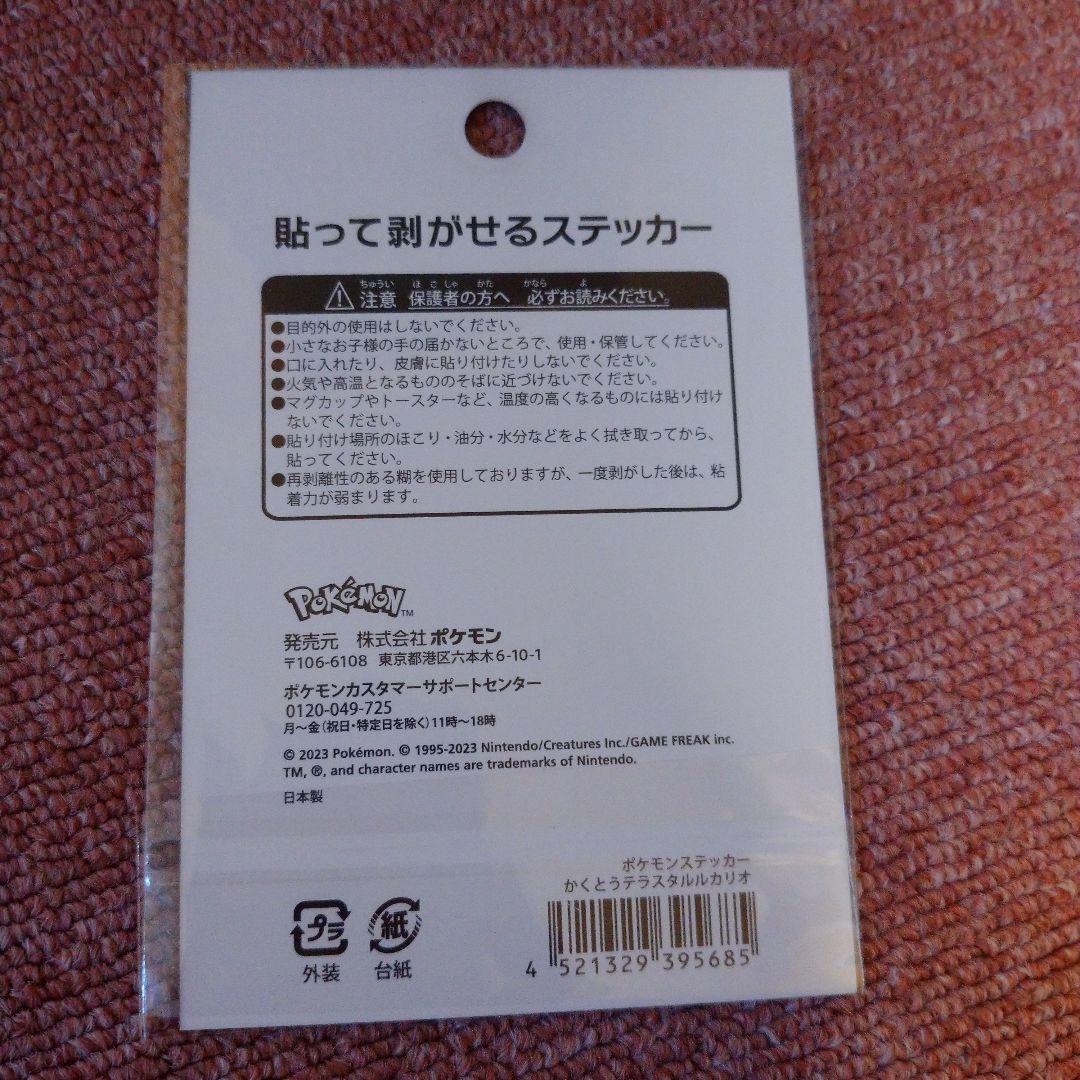 貼って剥がせるステッカー
ちゅうい ほごしゃ かた かなら よ
注意 保護者の方へ 必ずお読みください。
●目的外の使用はしないでください。
●小さなお子様の手の届かないところで、使用・保管してください。
●口に入れたり、皮膚に貼り付けたりしないでください。
●火気や高温となるもののそばに近づけないでください。
●マグカップやトースターなど、温度の高くなるものには貼り付け
ないでください。
●貼り付け場所のほこり・油分・水分などをよく拭き取ってから、
貼ってください。
●再剥離性のある糊を使用しておりますが、一度剥がした後は、粘
着力が弱まります。
POKéMON™
発売元 株式会社ポケモン
〒106-6108 東京都港区六本木6-10-1
ポケモンカスタマーサポートセンター
0120-049-725
月～金(祝日・特定日を除く)11時～18時
© 2023 Pokémon. © 1995-2023 Nintendo/Creatures Inc./GAME FREAK inc.
TM, ®, and character names are trademarks of Nintendo.
日本製
ポケモンステッカー
かくとうテラスタルルカリオ
プラ 紙
外装 台紙
4 521329 395685